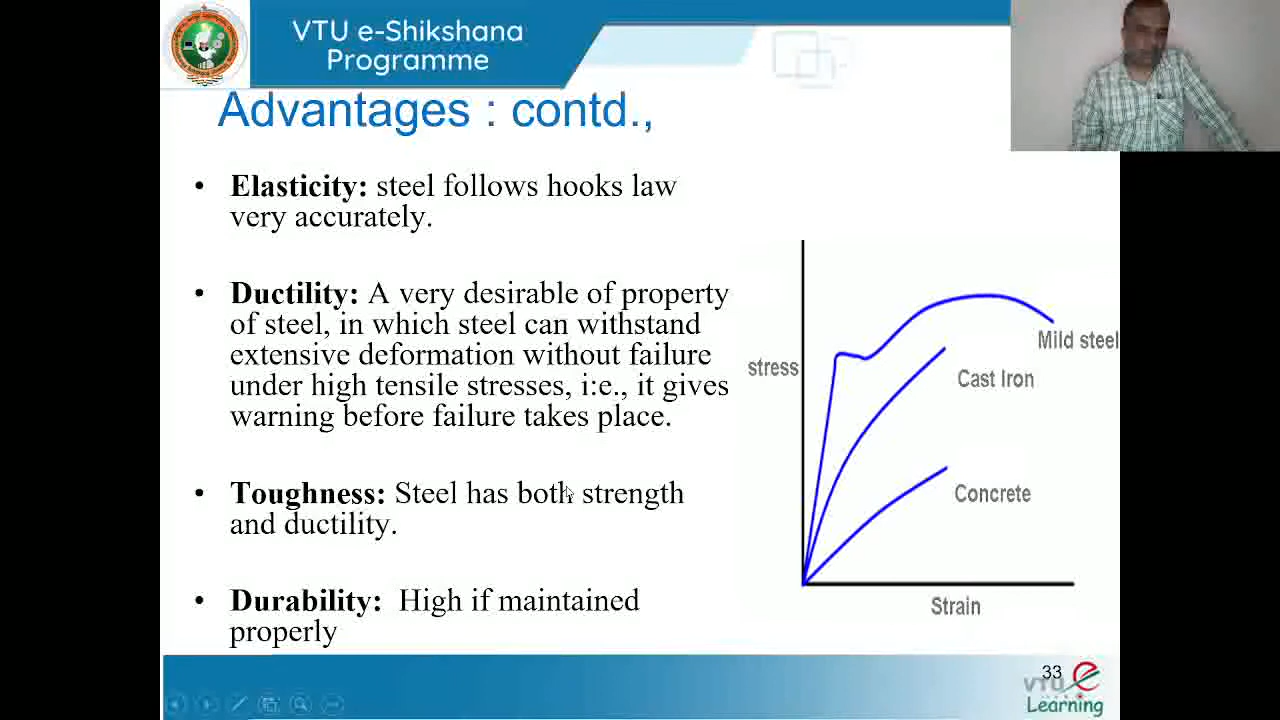 VTU e-Shikshana
Programme
Advantages : contd.,
• Elasticity: steel follows hooks law
very accurately.
• Ductility: A very desirable of property
of steel, in which steel can withstand
extensive deformation without failure
under high tensile stresses, i:e., it gives
warning before failure takes place.
• Toughness: Steel has both strength
and ductility.
• Durability: High if maintained
properly
stress
Mild steel
Cast Iron
Concrete
Strain
33
VTU e
Learning